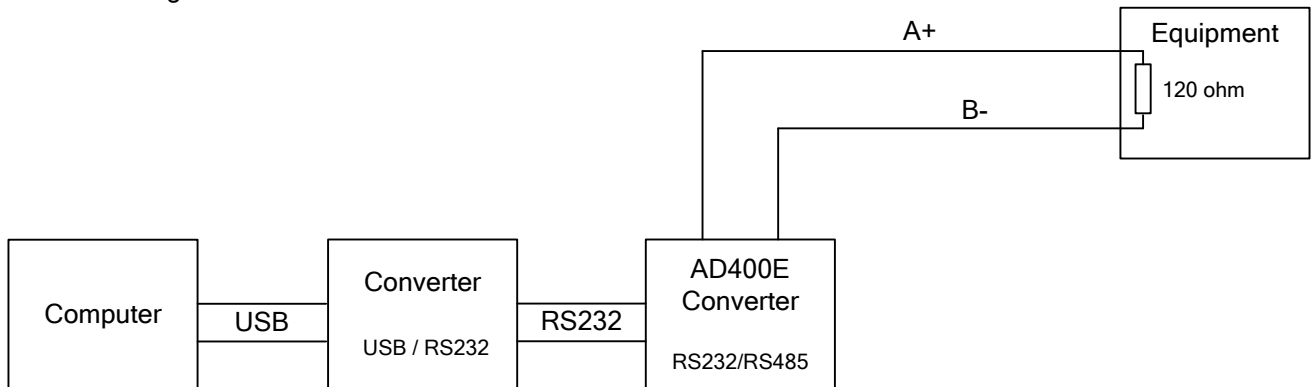 A+
Equipment
120 ohm
B-
Computer
USB
Converter
USB / RS232
RS232
AD400E
Converter
RS232/RS485